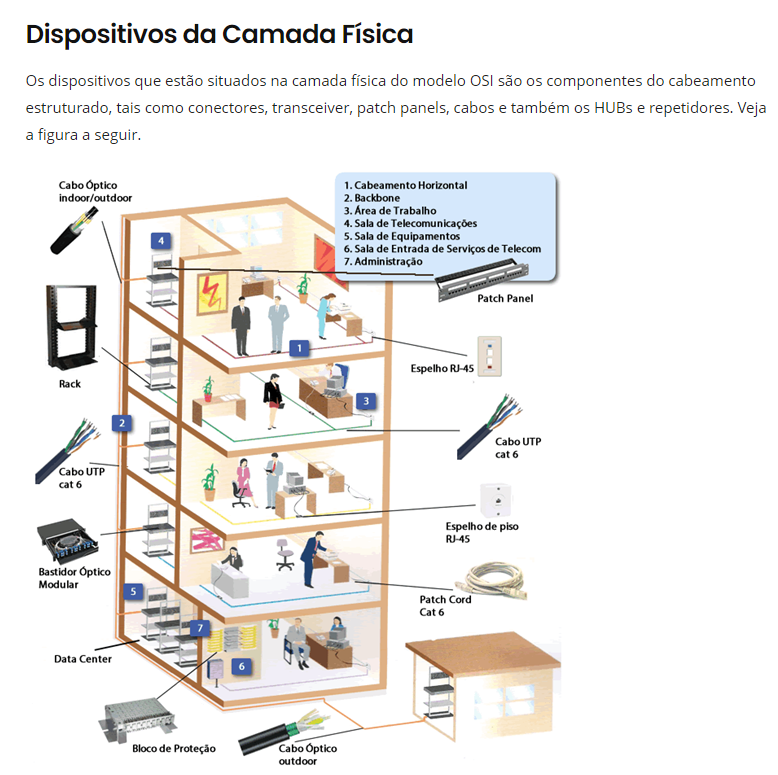 Dispositivos da Camada Física
Os dispositivos que estão situados na camada física do modelo OSI são os componentes do cabeamento
estruturado, tais como conectores, transceiver, patch panels, cabos e também os HUBs e repetidores. Veja
a figura a seguir.
Cabo Óptico
indoor/outdoor
1. Cabeamento Horizontal
2. Backbone
3. Área de Trabalho
4. Sala de Telecomunicações
5. Sala de Equipamentos
6. Sala de Entrada de Serviços de Telecom
7. Administração
4
Patch Panel
1
Espelho RJ-45
Rack
3
2
Cabo UTP
cat 6
Cabo UTP
cat 6
Espelho de piso
RJ-45
Bastidor Óptico
Modular
5
Patch Cord
Cat 6
7
Data Center
6
Bloco de Proteção
Cabo Óptico
outdoor